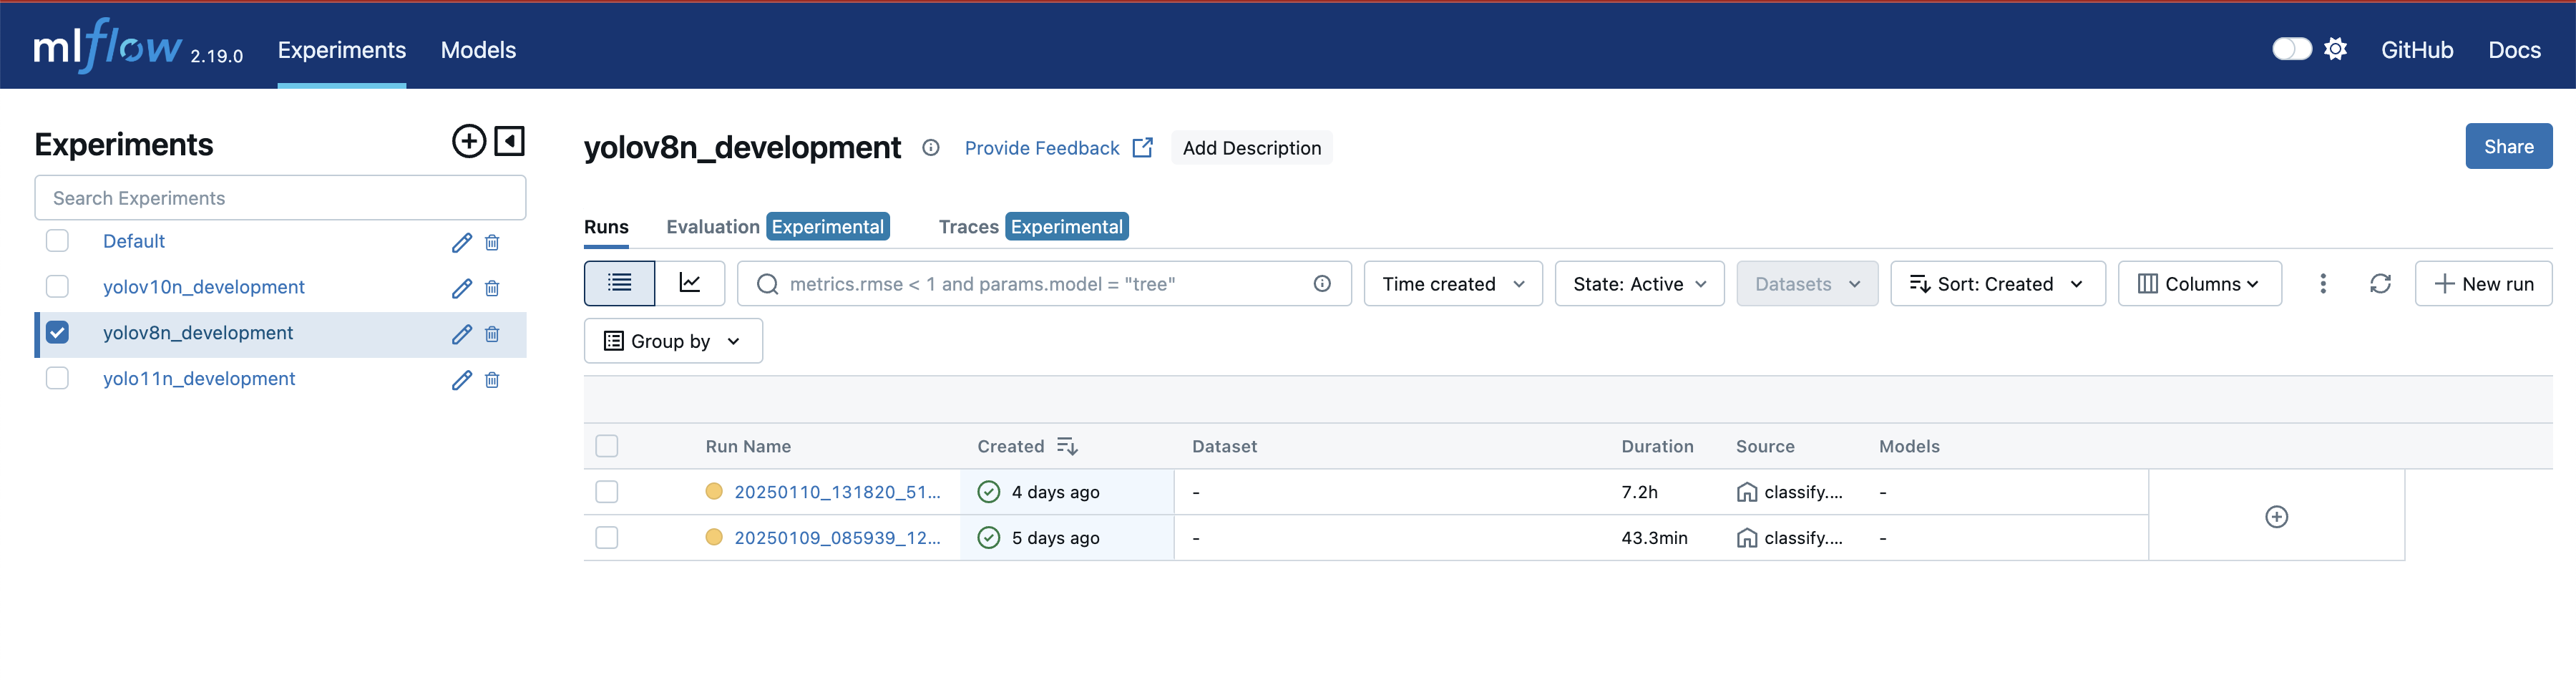 mlflow 2.19.0 Experiments Models GitHub Docs
Experiments
Search Experiments
Default
yolov10n_development
yolov8n_development
yolo11n_development
yolov8n_development Provide Feedback Add Description Share
Runs Evaluation Experimental Traces Experimental
metrics.rmse < 1 and params.model = "tree" Time created State: Active Datasets Sort: Created Columns New run
Group by
Run Name Created Dataset Duration Source Models
20250110_131820_51... 4 days ago - 7.2h classify.... -
20250109_085939_12... 5 days ago - 43.3min classify.... -